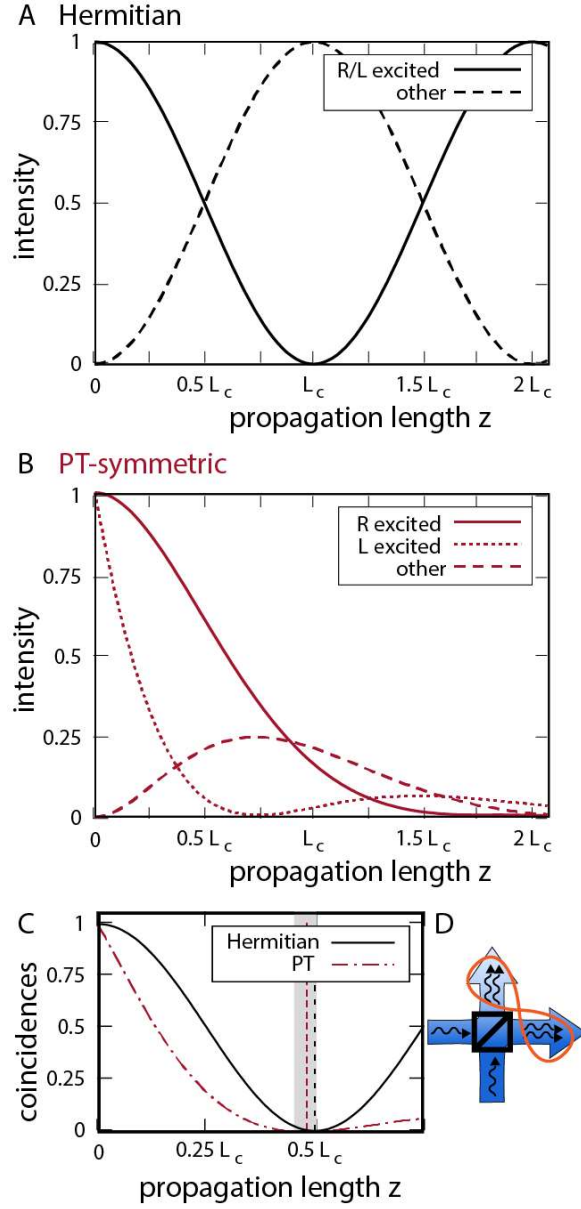 A Hermitian
1
0.75
0.5
0.25
0
intensity
R/L excited
other
0 0.5 L c L c 1.5 L c 2 L c
propagation length z
B PT-symmetric
1
0.75
0.5
0.25
0
intensity
R excited
L excited
other
0 0.5 L c L c 1.5 L c 2 L c
propagation length z
C D
1
0.75
0.5
0.25
0
coincidences
Hermitian
PT
0 0.25 L c 0.5 L c
propagation length z